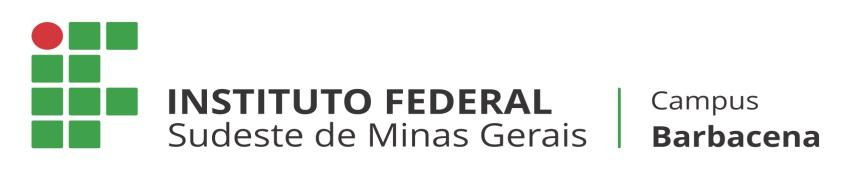 INSTITUTO FEDERAL
Sudeste de Minas Gerais
Campus
Barbacena